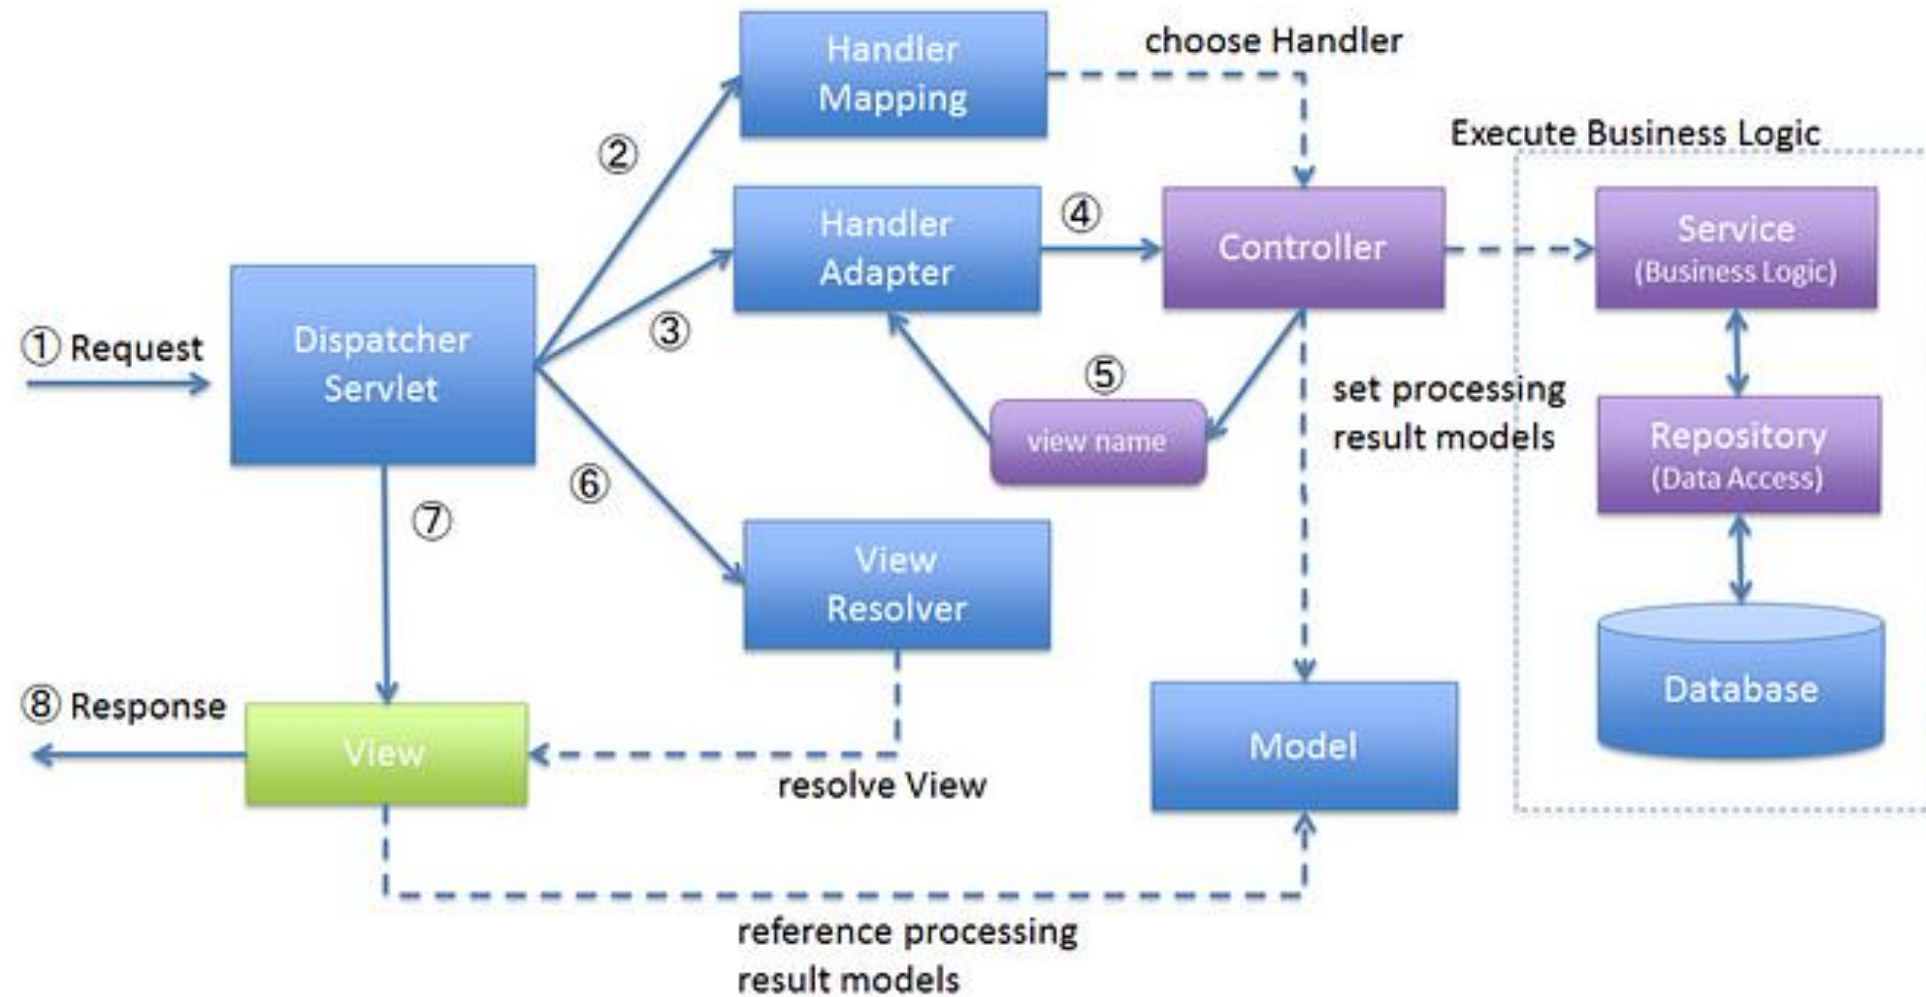 Handler
Mapping
choose Handler
Execute Business Logic
②
Handler
Adapter
④
Controller
Service
(Business Logic)
① Request
Dispatcher
Servlet
③
⑤
view name
set processing
result models
Repository
(Data Access)
⑥
⑦
View
Resolver
⑧ Response
View
resolve View
Model
Database
reference processing
result models